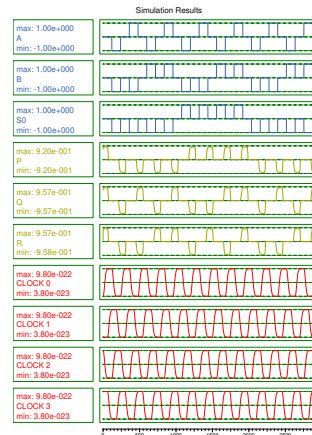 Simulation Results
max: 1.00e+000
A
min: -1.00e+000
max: 1.00e+000
B
min: -1.00e+000
max: 1.00e+000
S0
min: -1.00e+000
max: 9.20e-001
P
min: -9.20e-001
max: 9.57e-001
Q
min: -9.57e-001
max: 9.57e-001
R
min: -9.58e-001
max: 9.80e-022
CLOCK 0
min: 3.80e-023
max: 9.80e-022
CLOCK 1
min: 3.80e-023
max: 9.80e-022
CLOCK 2
min: 3.80e-023
max: 9.80e-022
CLOCK 3
min: 3.80e-023